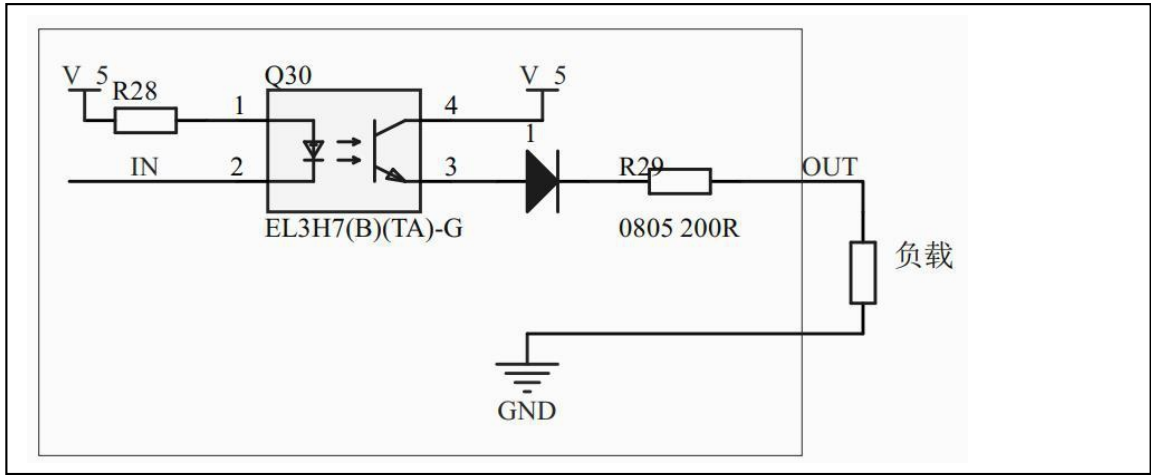 V_5
R28
Q30
V_5
1
4
1
IN
2
3
R29
OUT
EL3H7(B)(TA)-G
0805 200R
负载
GND